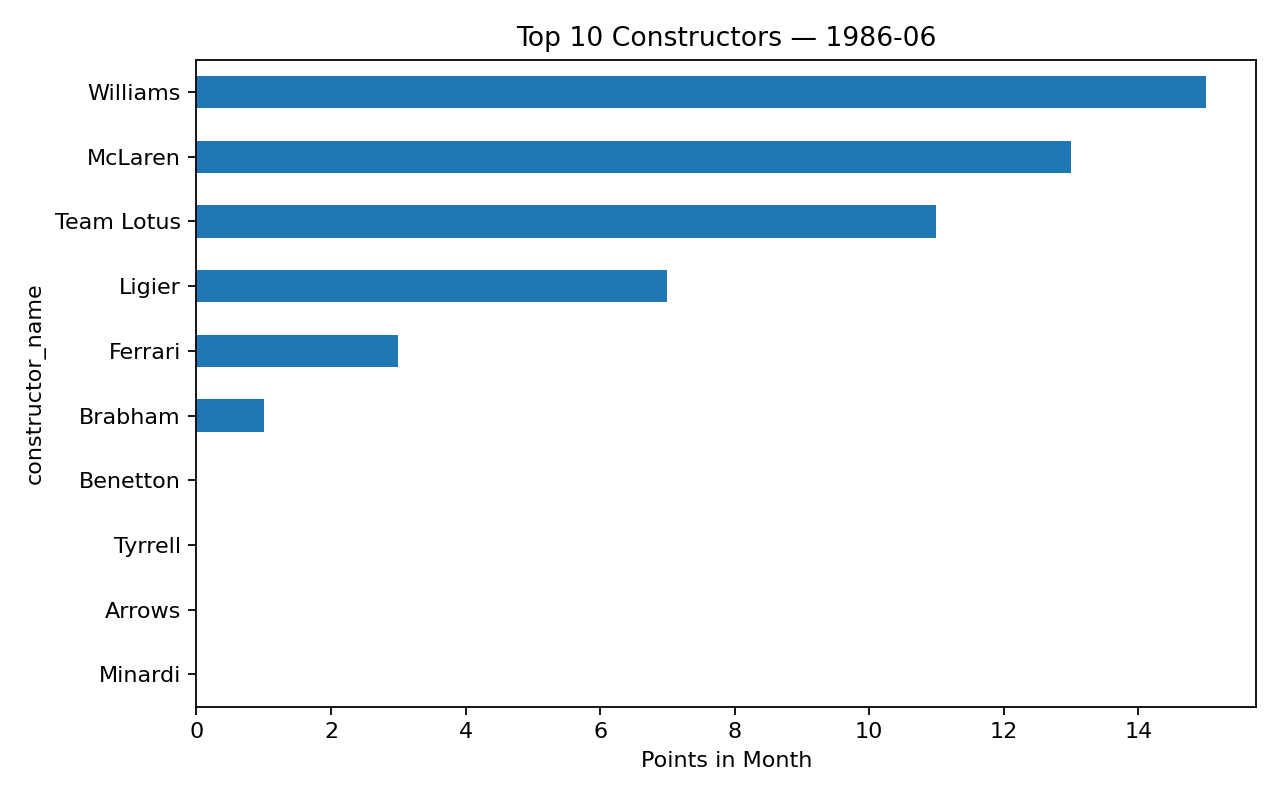 Top 10 Constructors — 1986-06
constructor_name
Williams
McLaren
Team Lotus
Ligier
Ferrari
Brabham
Benetton
Tyrrell
Arrows
Minardi
0 2 4 6 8 10 12 14
Points in Month